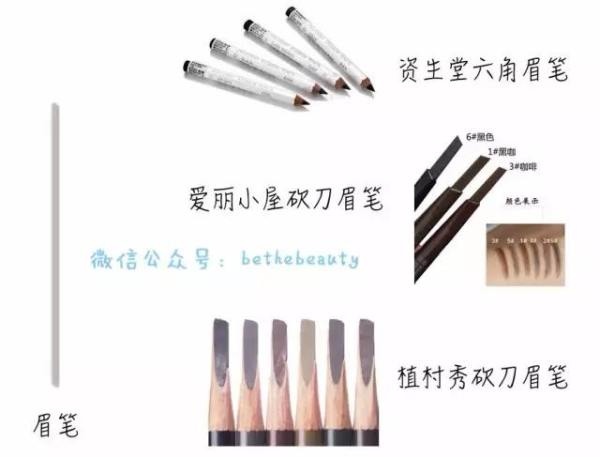 资生堂六角眉笔
6#黑色
1#黑咖
3#咖啡
爱丽小屋砍刀眉笔
颜色展示
微信公众号：bethebeauty
植村秀砍刀眉笔
眉笔